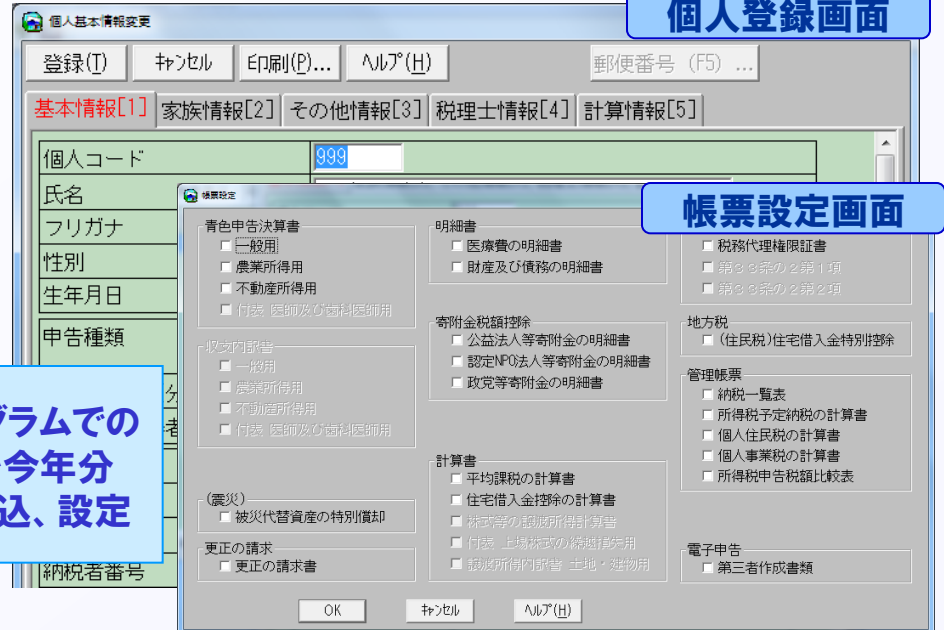 個人登録画面
個人基本情報変更
登録(T)
キャンセル
印刷(P)...
ヘルプ(H)
郵便番号 (F5) ...
基本情報[1]
家族情報[2]
その他情報[3]
税理士情報[4]
計算情報[5]
個人コード
999
氏名
フリガナ
性別
生年月日
申告種類
納税者番号
グラムでの
今年分
込、設定
帳票設定画面
帳票設定
青色申告決算書
一般用
農業所得用
不動産所得用
付表 医師及び歯科医師用
収支内訳書
一般用
農業所得用
不動産所得用
付表 医師及び歯科医師用
(震災)
被災代替資産の特別償却
更正の請求
更正の請求書
明細書
医療費の明細書
財産及び債務の明細書
寄附金税額控除
公益法人等寄附金の明細書
認定NPO法人等寄附金の明細書
政党等寄附金の明細書
計算書
平均課税の計算書
住宅借入金控除の計算書
株式等の譲渡所得計算書
付表 上場株式の繰越損失用
譲渡所得内訳書 土地・建物用
税務代理権限証書
第33条の2第1項
第33条の2第2項
地方税
(住民税)住宅借入金特別控除
管理帳票
納税一覧表
所得税予定納税の計算書
個人住民税の計算書
個人事業税の計算書
所得税申告税額比較表
電子申告
第三者作成書類
OK
キャンセル
ヘルプ(H)